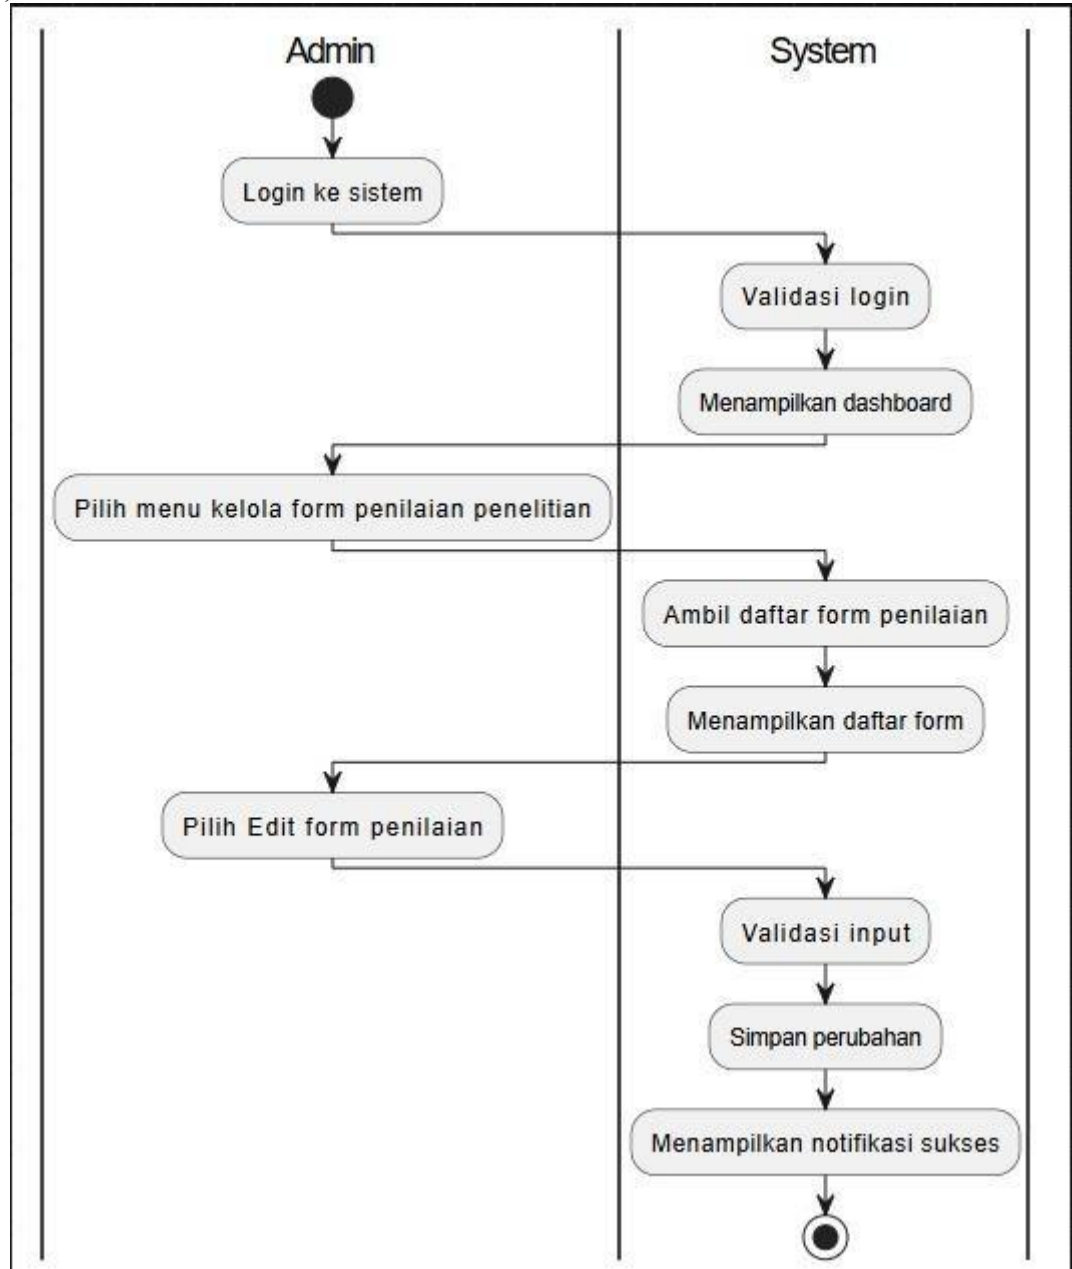 Admin
System
Login ke sistem
Validasi login
Menampilkan dashboard
Pilih menu kelola form penilaian penelitian
Ambil daftar form penilaian
Menampilkan daftar form
Pilih Edit form penilaian
Validasi input
Simpan perubahan
Menampilkan notifikasi sukses